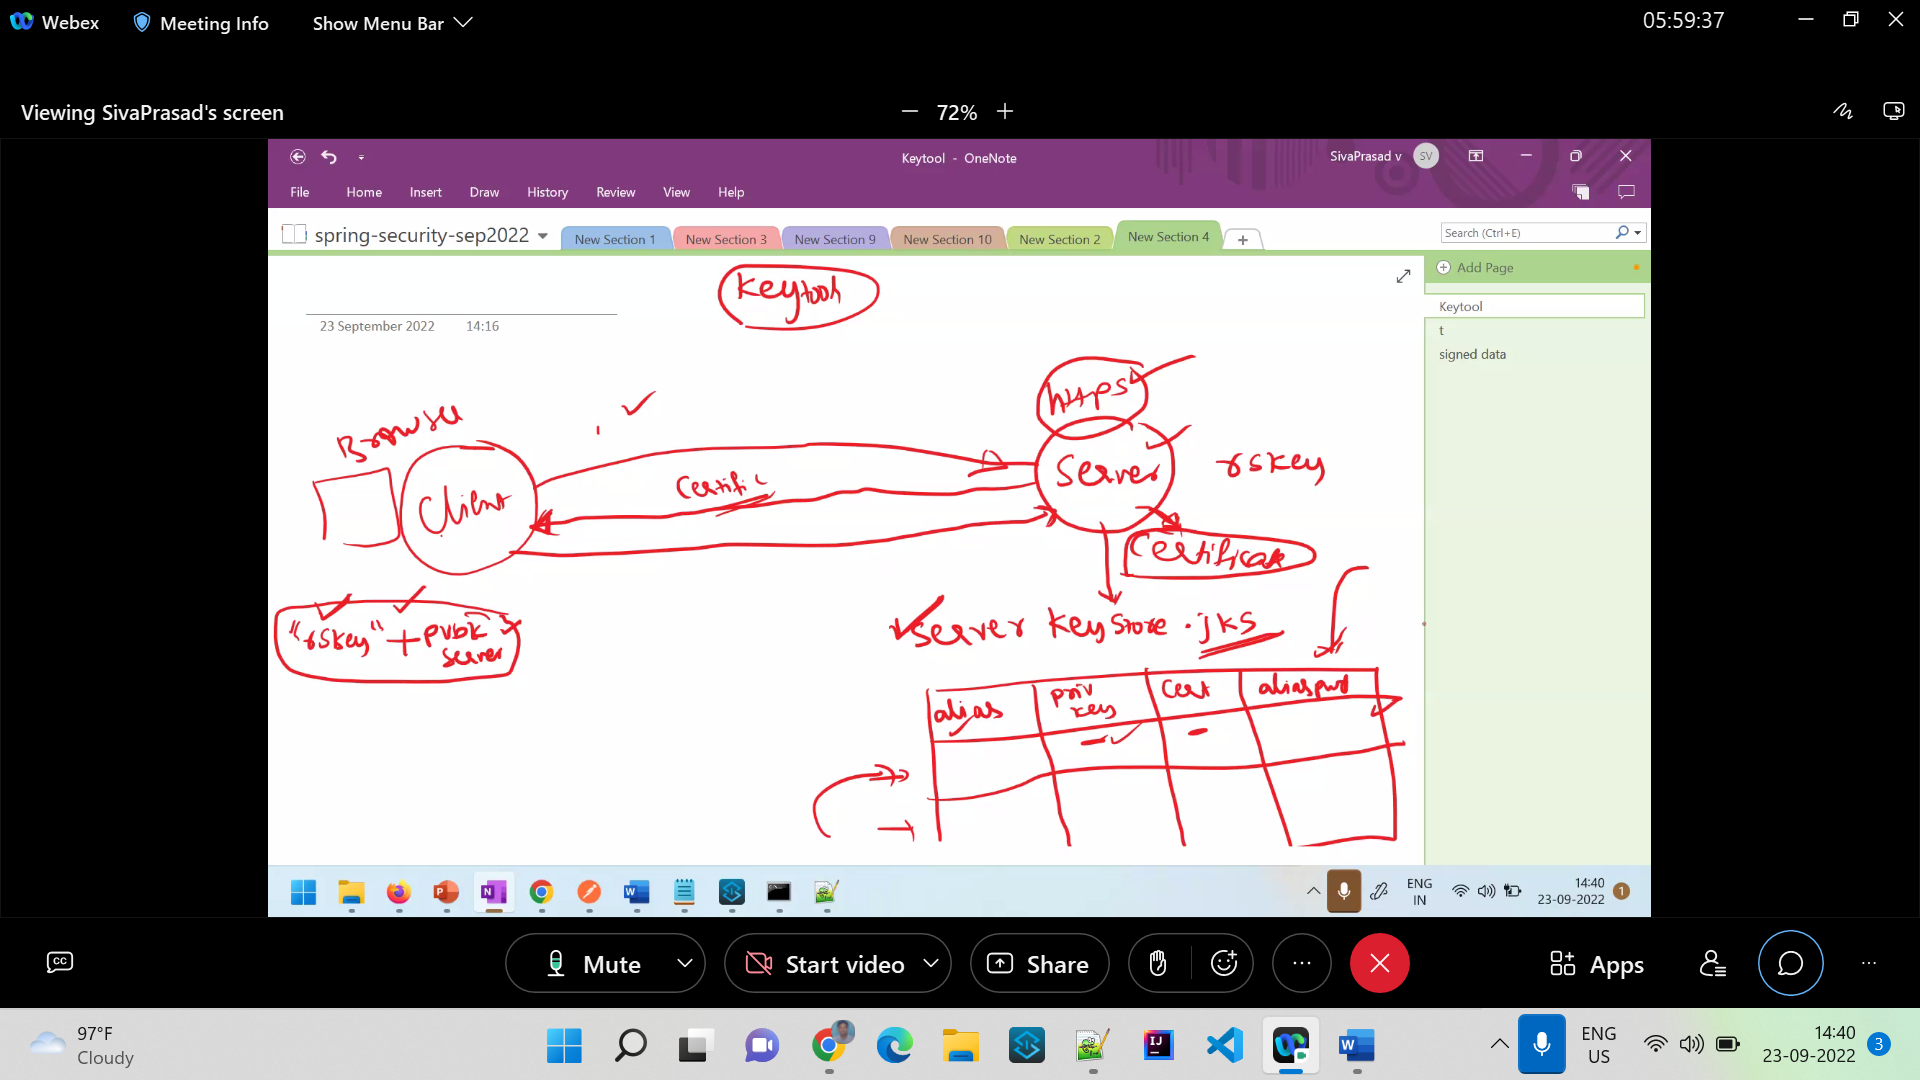 Webex
Meeting Info
Show Menu Bar
05:59:37
Viewing SivaPrasad's screen
72%
Keytool - OneNote
SivaPrasad v
SV
File
Home
Insert
Draw
History
Review
View
Help
spring-security-sep2022
New Section 1
New Section 3
New Section 9
New Section 10
New Section 2
New Section 4
Search (Ctrl+E)
Add Page
Keytool
t
signed data
23 September 2022
14:16
Keytool
https
Browser
Client
Certific
Server
rskey
Certificate
"rskey" + pubk
server
server keystore.jks
alias
priv
key
Cert
aliaspwd
ENG
IN
14:40
23-09-2022
1
CC
Mute
Start video
Share
Apps
97°F
Cloudy
ENG
US
14:40
23-09-2022
3